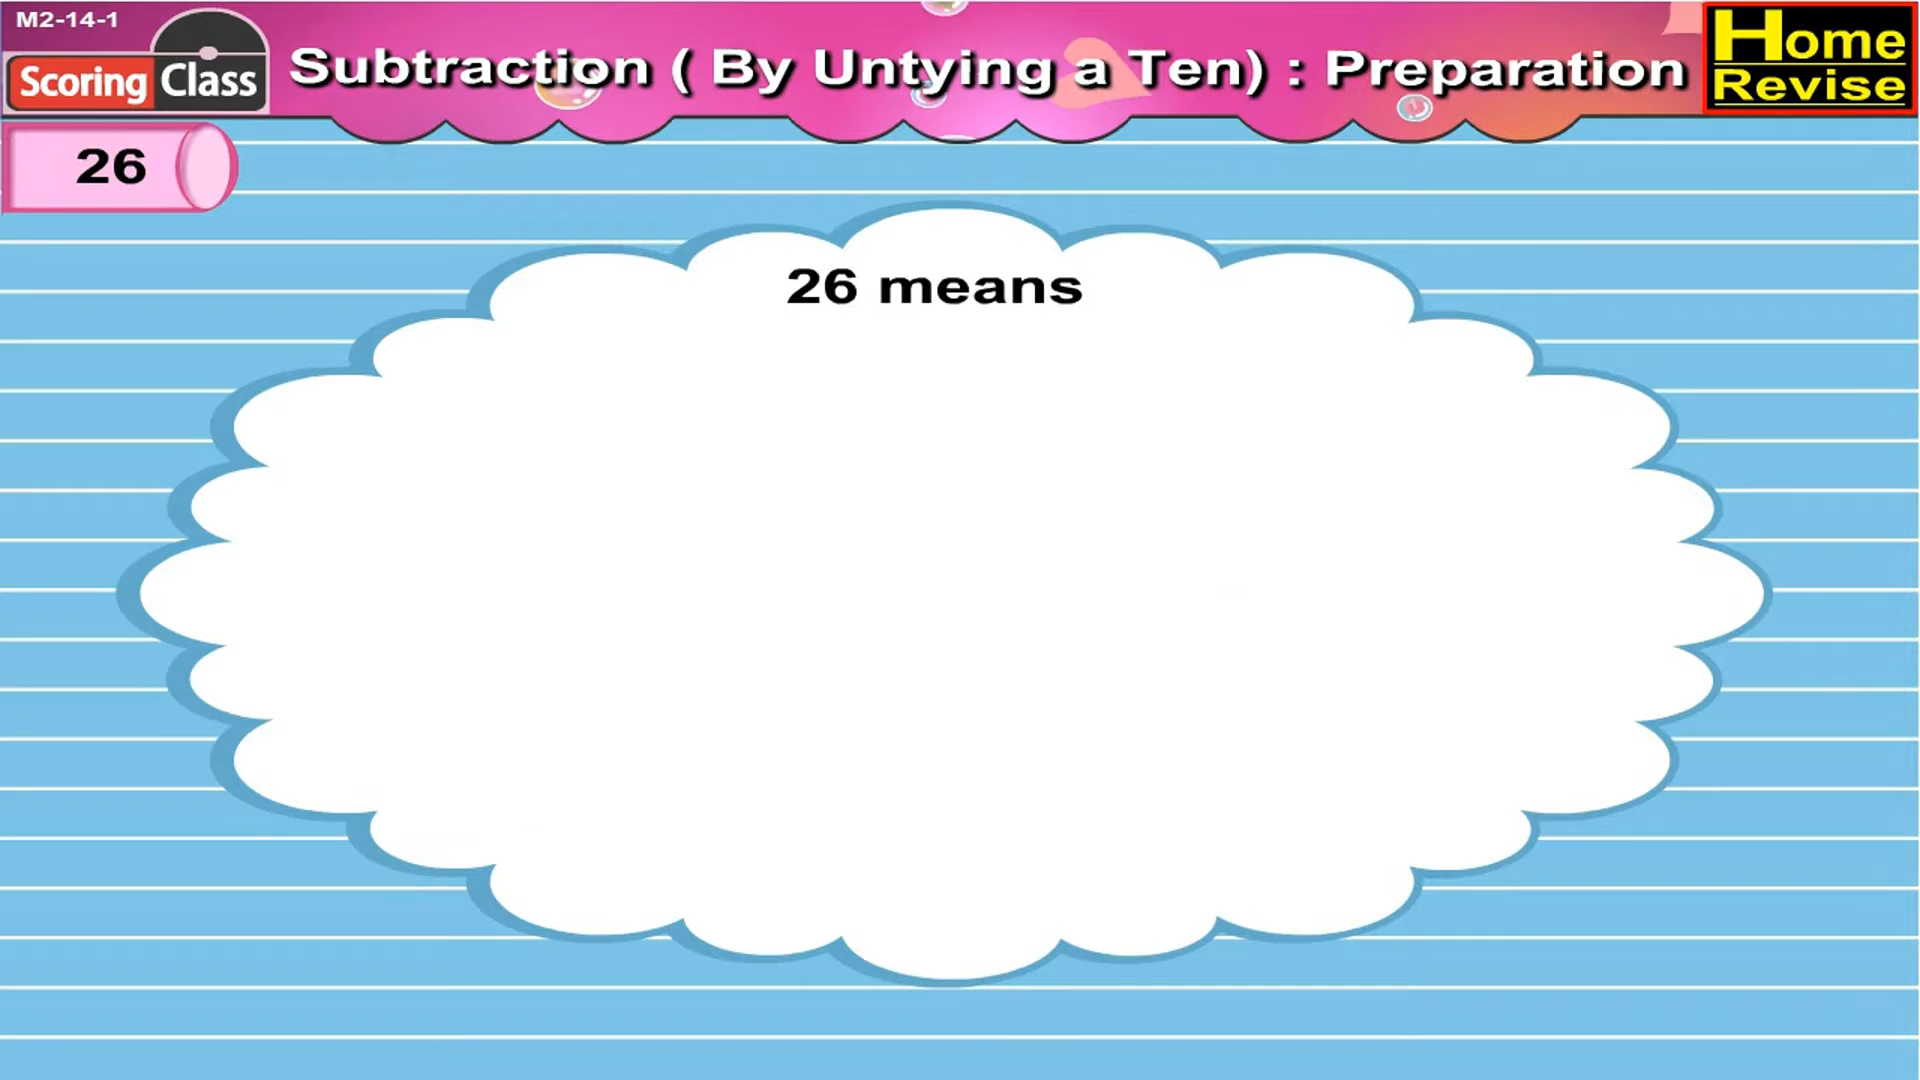 M2-14-1
Scoring Class
Subtraction ( By Untying a Ten) : Preparation
Home
Revise
26
26 means